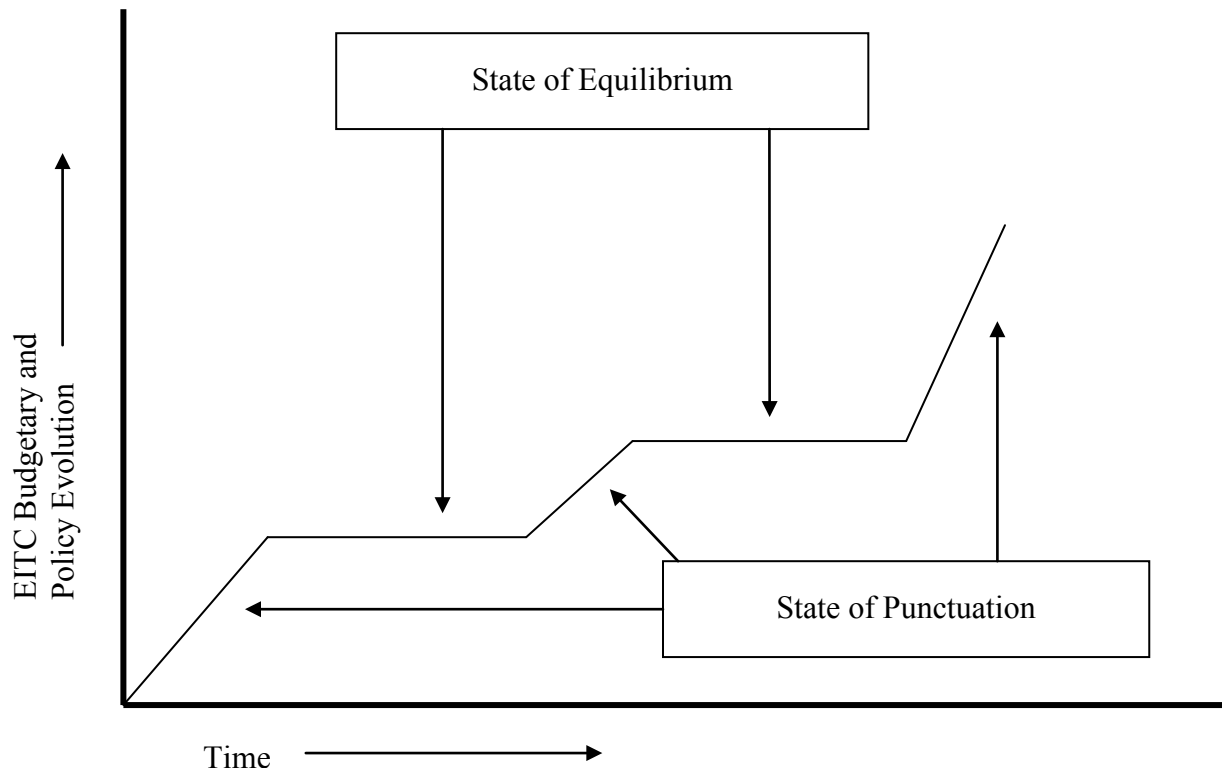 State of Equilibrium
EITC Budgetary and
Policy Evolution
State of Punctuation
Time